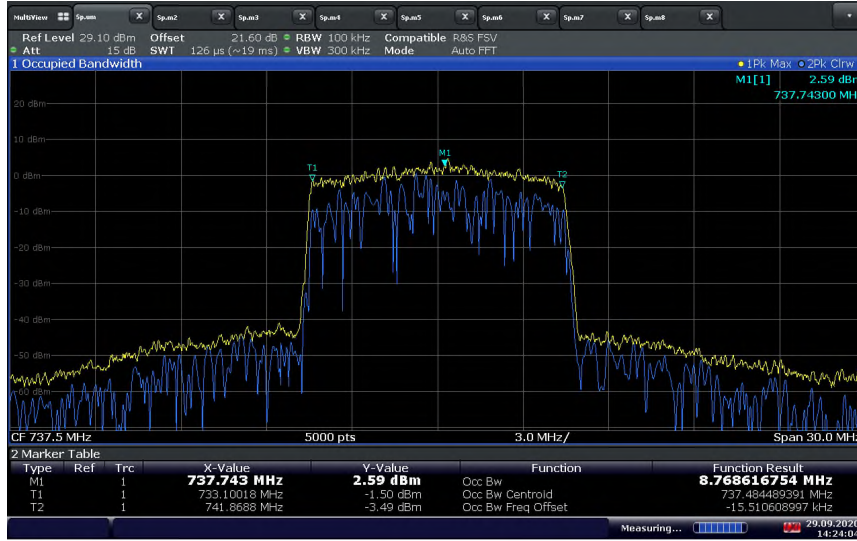 MultiView Sp.um X Sp.m2 X Sp.m3 X Sp.m4 X Sp.m5 X Sp.m6 X Sp.m7 X Sp.m8 X
Ref Level 29.10 dBm Offset 21.60 dB RBW 100 kHz Compatible R&S FSV
Att 15 dB SWT 126 µs (~19 ms) VBW 300 kHz Mode Auto FFT
1 Occupied Bandwidth 1Pk Max 2Pk Clrw
M1[1] 2.59 dBm
737.74300 MH
20 dBm
10 dBm
M1
T1
T2
0 dBm
-10 dBm
-20 dBm
-30 dBm
-40 dBm
-50 dBm
-60 dBm
CF 737.5 MHz 5000 pts 3.0 MHz/ Span 30.0 MHz
2 Marker Table
Type Ref Trc X-Value Y-Value Function Function Result
M1 1 737.743 MHz 2.59 dBm Occ Bw 8.768616754 MHz
T1 1 733.10018 MHz -1.50 dBm Occ Bw Centroid 737.484489391 MHz
T2 1 741.8688 MHz -3.49 dBm Occ Bw Freq Offset -15.510608997 kHz
Measuring... 29.09.2020
14:24:04